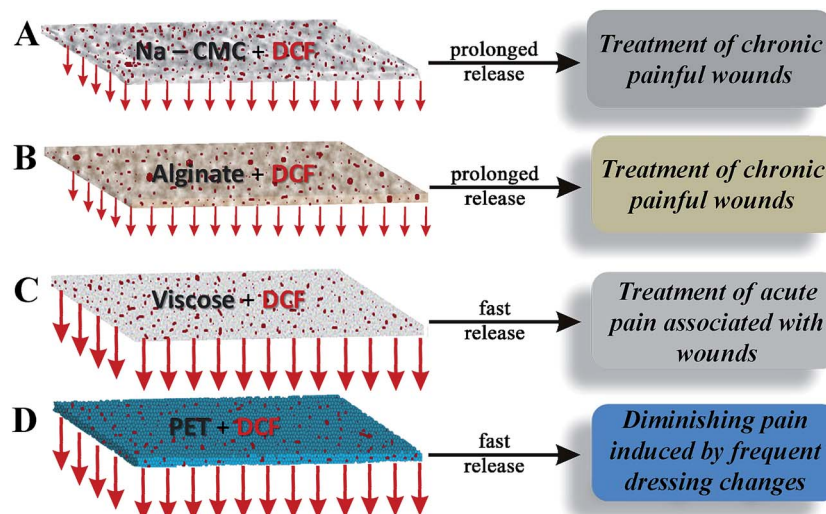 A
Na – CMC + DCF
prolonged
release
Treatment of chronic
painful wounds
B
Alginate + DCF
prolonged
release
Treatment of chronic
painful wounds
C
Viscose + DCF
fast
release
Treatment of acute
pain associated with
wounds
D
PET + DCF
fast
release
Diminishing pain
induced by frequent
dressing changes